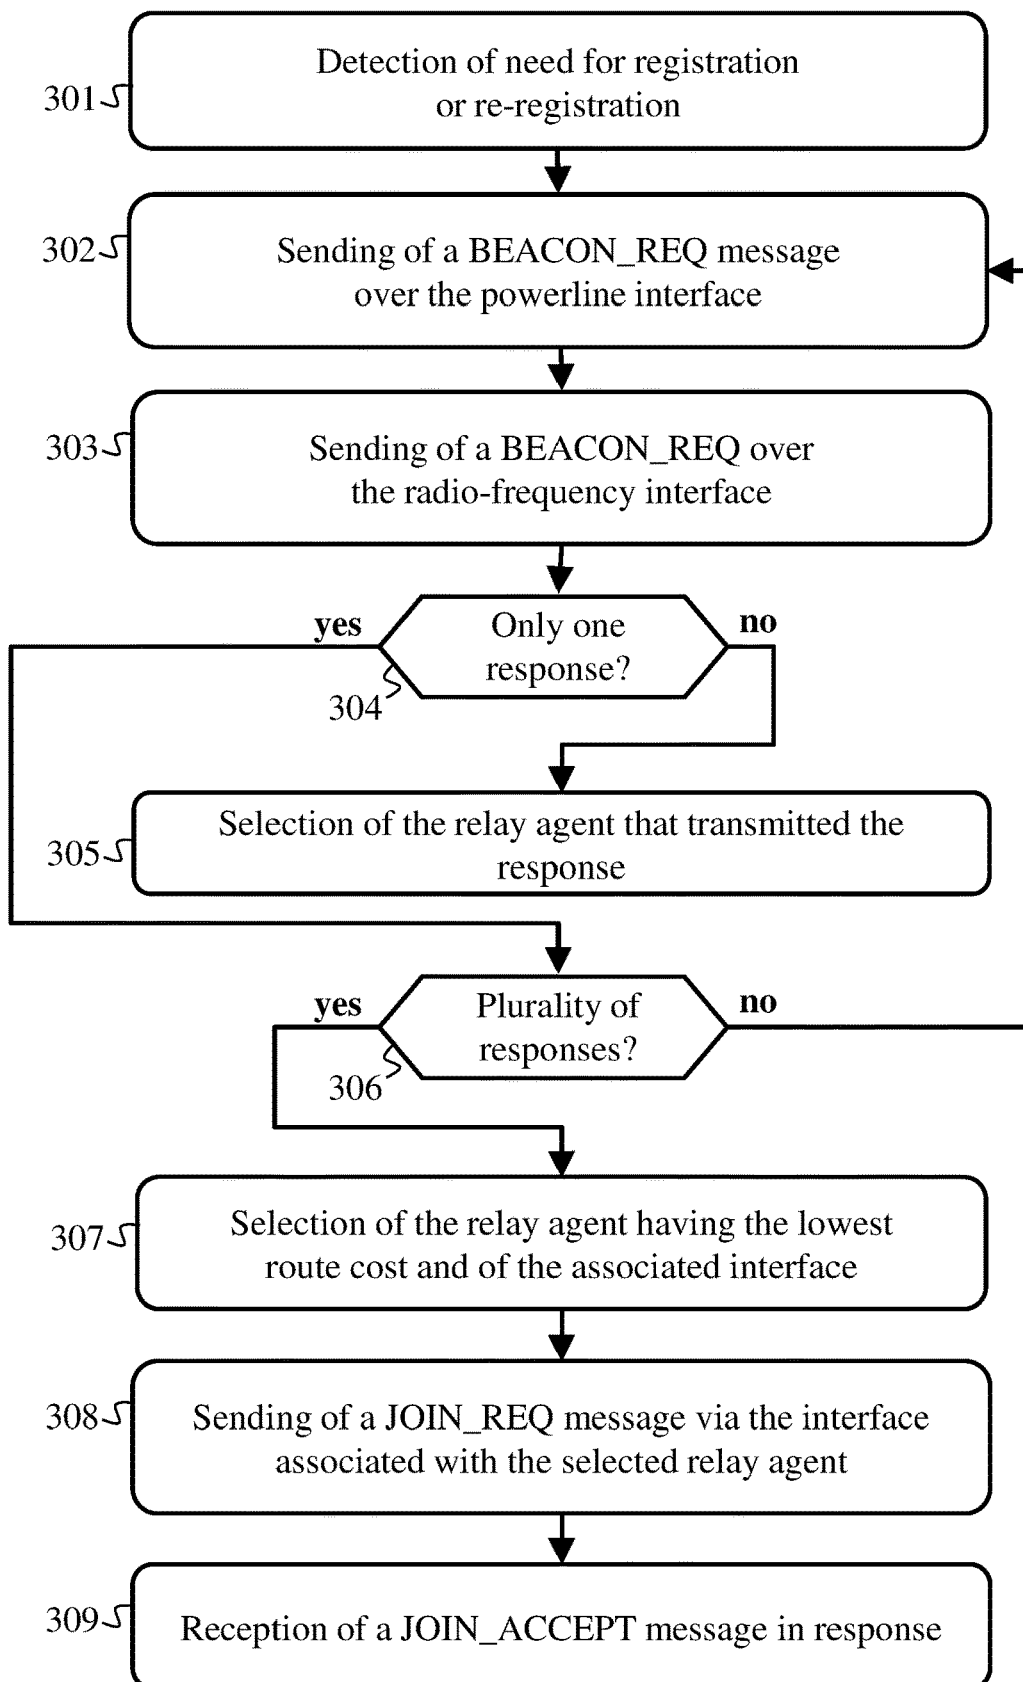 301
Detection of need for registration
or re-registration
302
Sending of a BEACON_REQ message
over the powerline interface
303
Sending of a BEACON_REQ over
the radio-frequency interface
yes
Only one
response?
no
304
305
Selection of the relay agent that transmitted the
response
yes
Plurality of
responses?
no
306
307
Selection of the relay agent having the lowest
route cost and of the associated interface
308
Sending of a JOIN_REQ message via the interface
associated with the selected relay agent
309
Reception of a JOIN_ACCEPT message in response